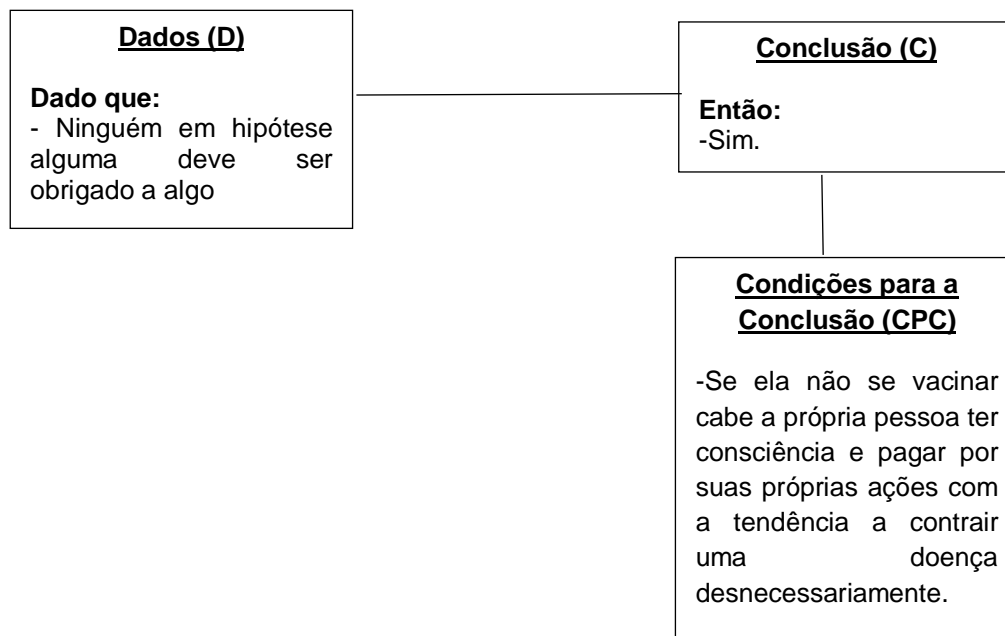 Dados (D)
Dado que:
- Ninguém em hipótese
alguma deve ser
obrigado a algo
Conclusão (C)
Então:
-Sim.
Condições para a
Conclusão (CPC)
-Se ela não se vacinar
cabe a própria pessoa ter
consciência e pagar por
suas próprias ações com
a tendência a contrair
uma doença
desnecessariamente.